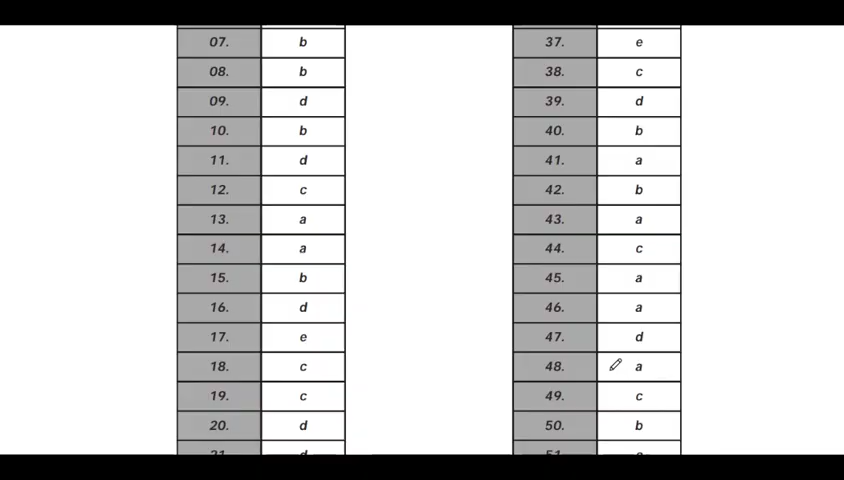 07. b
08. b
09. d
10. b
11. d
12. c
13. a
14. a
15. b
16. d
17. e
18. c
19. c
20. d
37. e
38. c
39. d
40. b
41. a
42. b
43. a
44. c
45. a
46. a
47. d
48. a
49. c
50. b